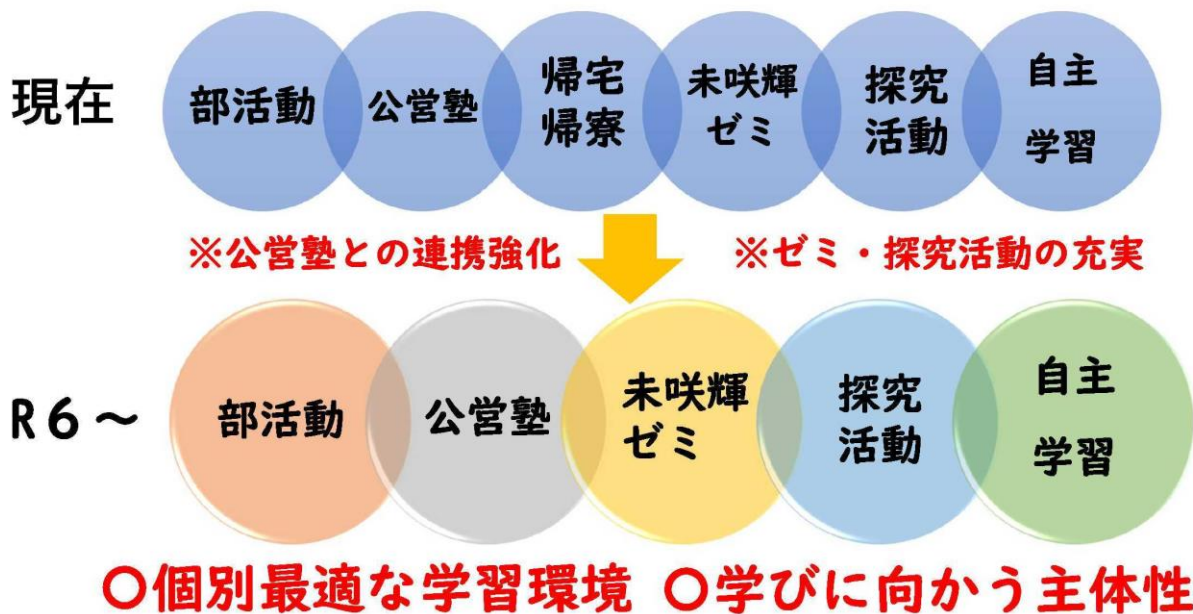 現在
部活動
公営塾
帰宅
帰寮
未咲輝
ゼミ
探究
活動
自主
学習
※公営塾との連携強化
※ゼミ・探究活動の充実
R6～
部活動
公営塾
未咲輝
ゼミ
探究
活動
自主
学習
○個別最適な学習環境 ○学びに向かう主体性